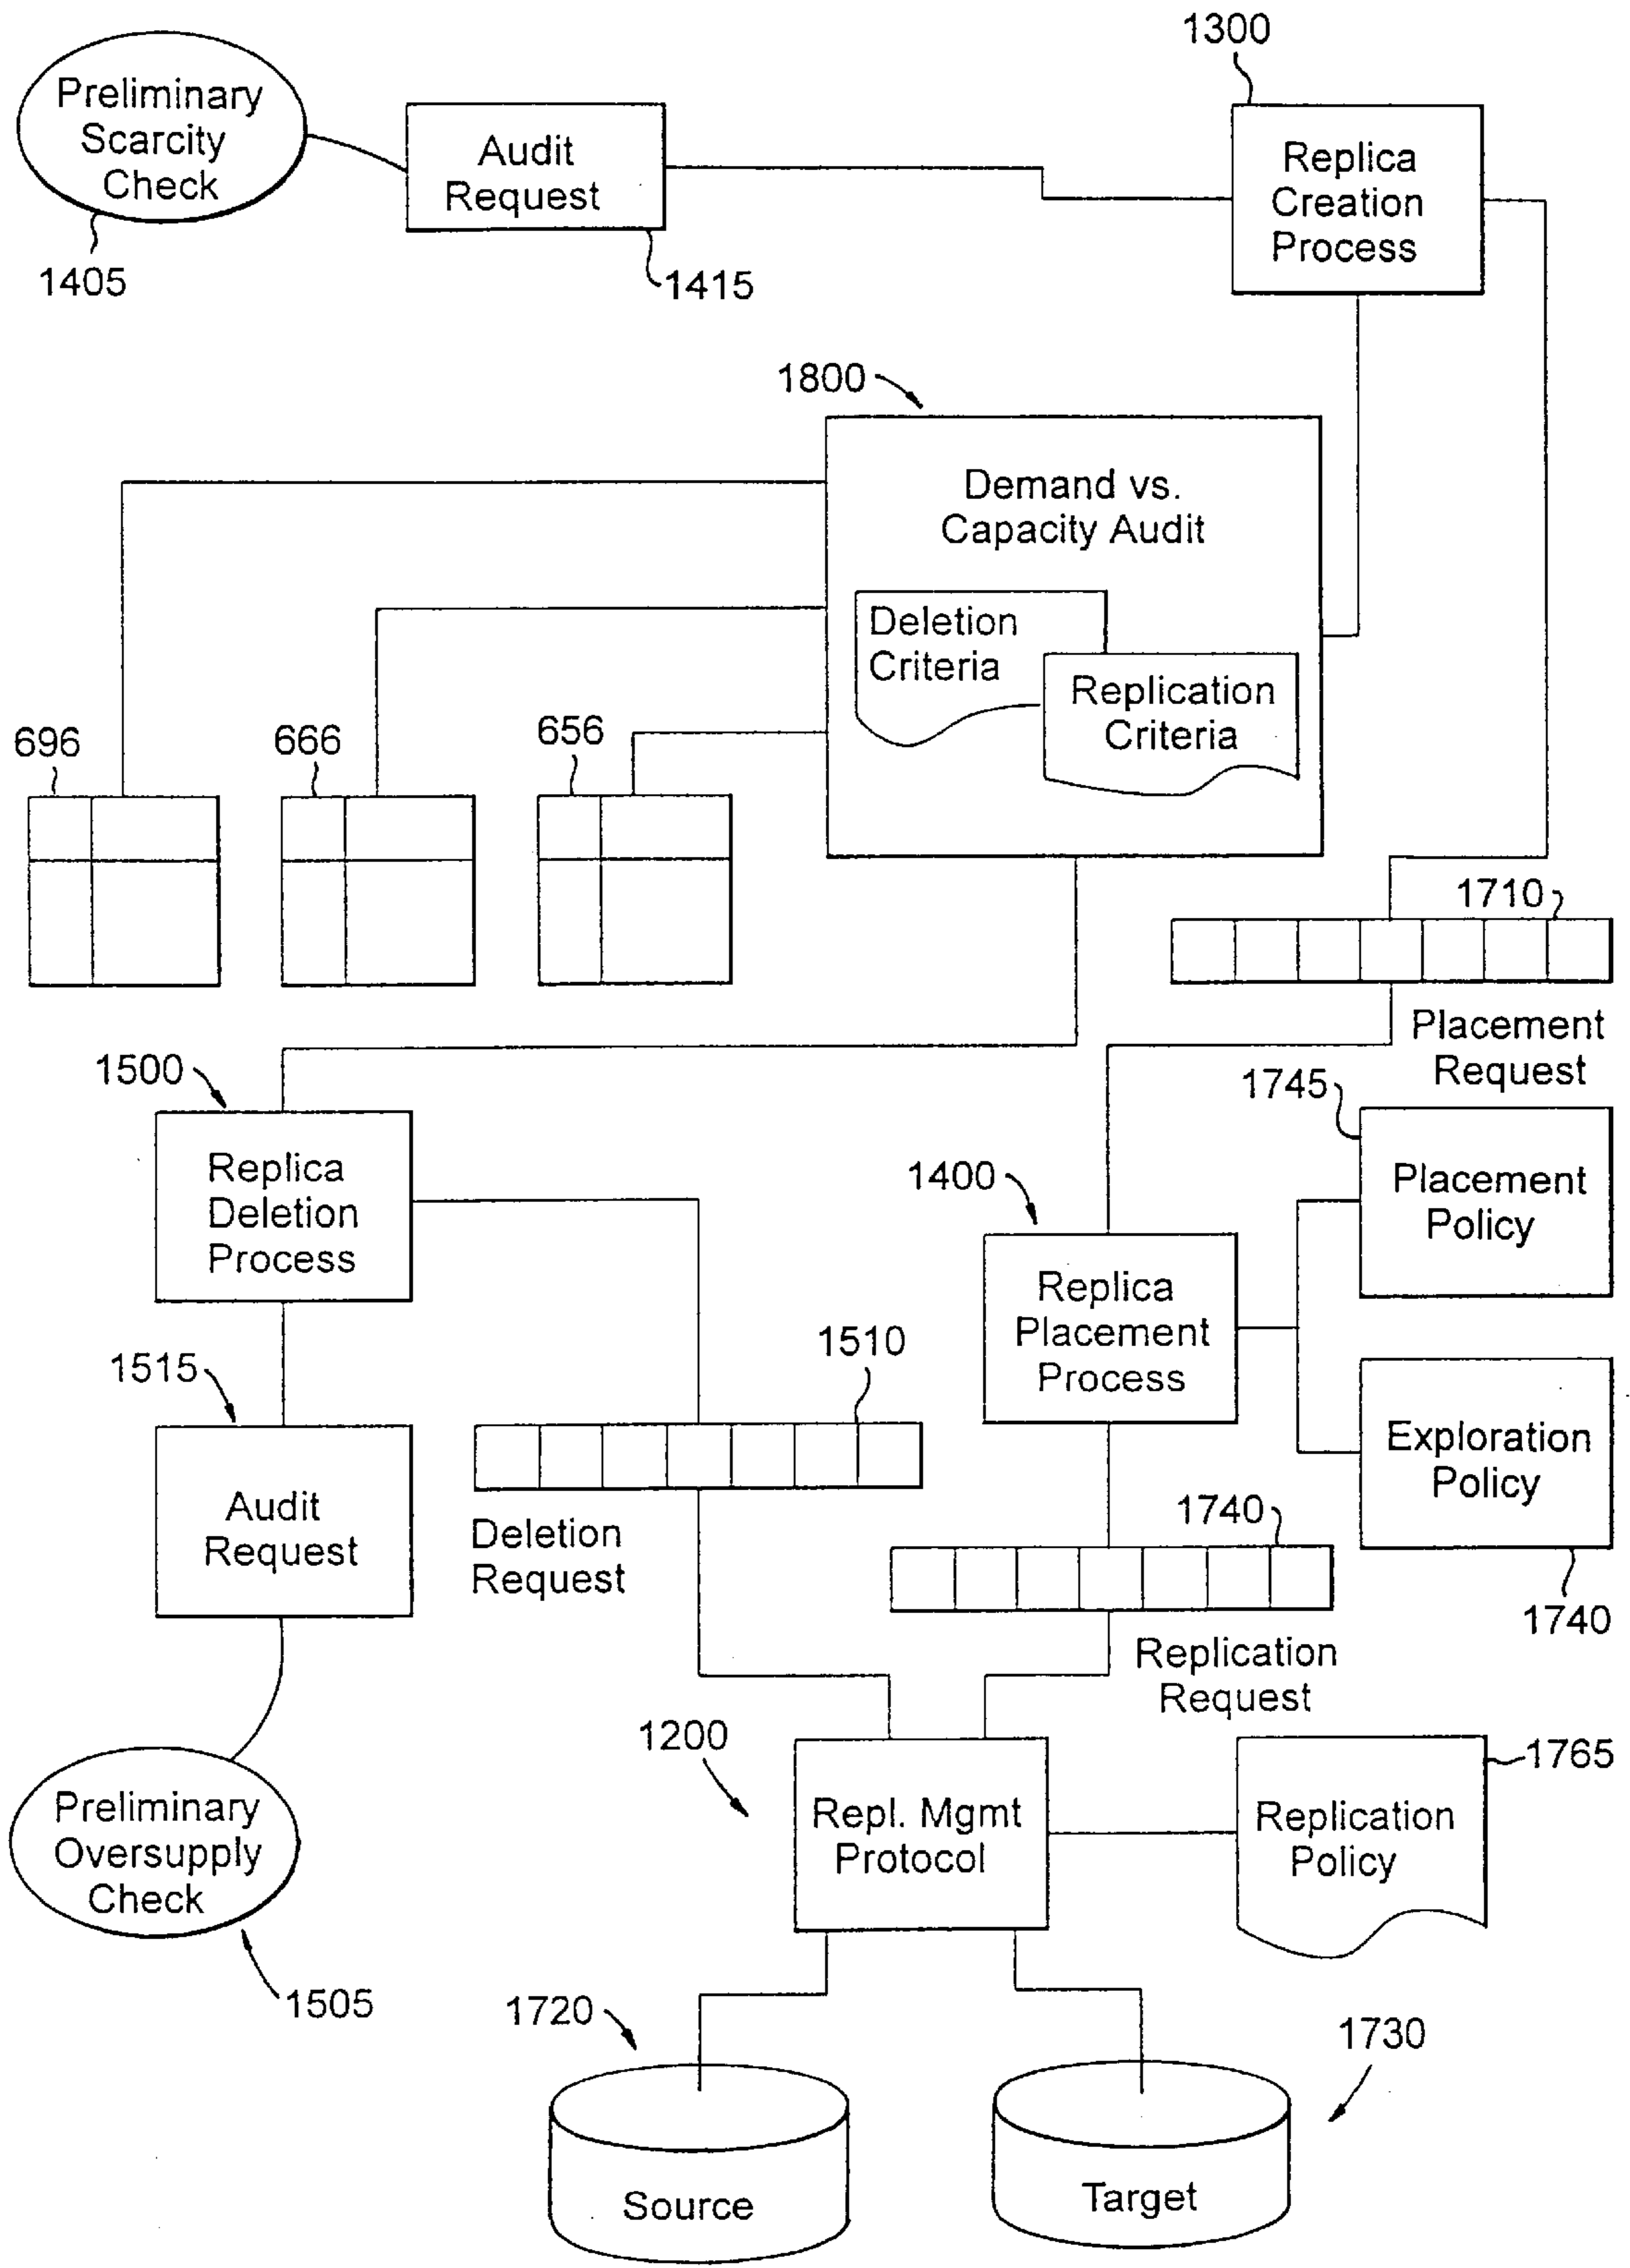 1300
Preliminary
Scarcity
Check
1405
Audit
Request
1415
Replica
Creation
Process
1800
Demand vs.
Capacity Audit
Deletion
Criteria
Replication
Criteria
696
666
656
1710
Placement
Request
1500
Replica
Deletion
Process
1745
Placement
Policy
1400
Replica
Placement
Process
1515
Audit
Request
1510
Deletion
Request
Exploration
Policy
1740
1740
Replication
Request
1200
Repl. Mgmt
Protocol
1765
Replication
Policy
Preliminary
Oversupply
Check
1505
1720
Source
1730
Target